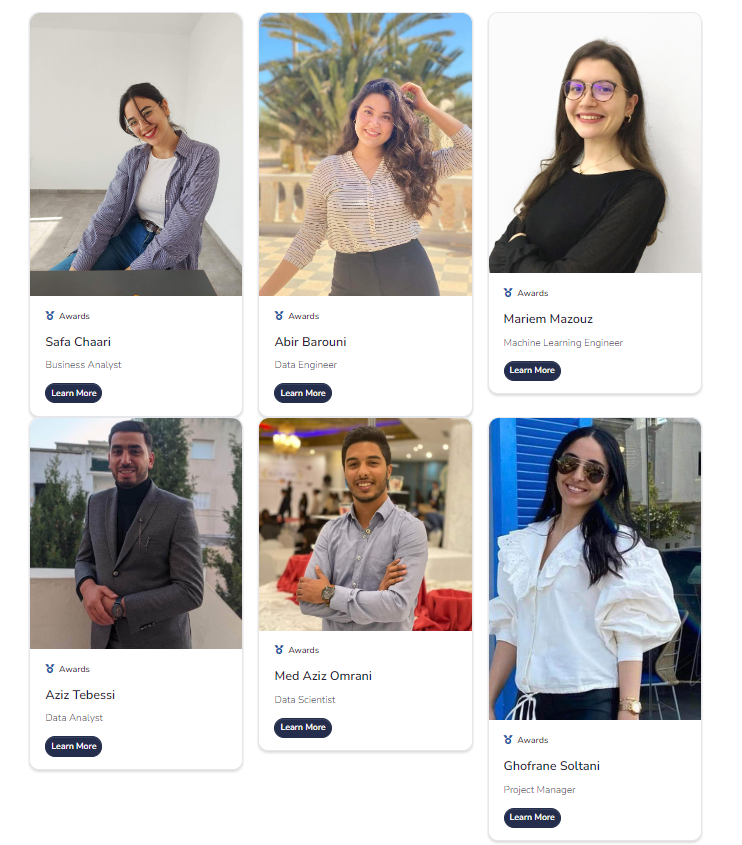 Awards
Safa Chaari
Business Analyst
Learn More
Awards
Abir Barouni
Data Engineer
Learn More
Awards
Mariem Mazouz
Machine Learning Engineer
Learn More
Awards
Aziz Tebessi
Data Analyst
Learn More
Awards
Med Aziz Omrani
Data Scientist
Learn More
Awards
Ghofrane Soltani
Project Manager
Learn More